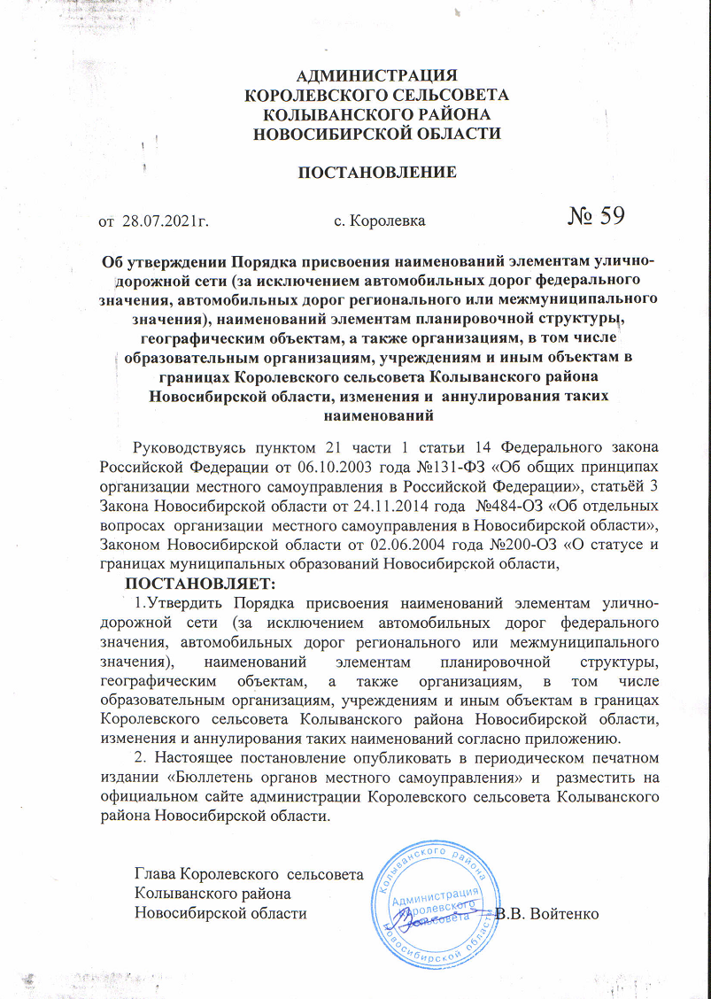 АДМИНИСТРАЦИЯ
КОРОЛЕВСКОГО СЕЛЬСОВЕТА
КОЛЫВАНСКОГО РАЙОНА
НОВОСИБИРСКОЙ ОБЛАСТИ
ПОСТАНОВЛЕНИЕ
от 28.07.2021г. с. Королевка № 59
Об утверждении Порядка присвоения наименований элементам улично-
дорожной сети (за исключением автомобильных дорог федерального
значения, автомобильных дорог регионального или межмуниципального
значения), наименований элементам планировочной структуры,
географическим объектам, а также организациям, в том числе
образовательным организациям, учреждениям и иным объектам в
границах Королевского сельсовета Колыванского района
Новосибирской области, изменения и аннулирования таких
наименований
Руководствуясь пунктом 21 части 1 статьи 14 Федерального закона
Российской Федерации от 06.10.2003 года №131-ФЗ «Об общих принципах
организации местного самоуправления в Российской Федерации», статьёй 3
Закона Новосибирской области от 24.11.2014 года №484-ОЗ «Об отдельных
вопросах организации местного самоуправления в Новосибирской области»,
Законом Новосибирской области от 02.06.2004 года №200-ОЗ «О статусе и
границах муниципальных образований Новосибирской области,
ПОСТАНОВЛЯЕТ:
1.Утвердить Порядка присвоения наименований элементам улично-
дорожной сети (за исключением автомобильных дорог федерального
значения, автомобильных дорог регионального или межмуниципального
значения), наименований элементам планировочной структуры,
географическим объектам, а также организациям, в том числе
образовательным организациям, учреждениям и иным объектам в границах
Королевского сельсовета Колыванского района Новосибирской области,
изменения и аннулирования таких наименований согласно приложению.
2. Настоящее постановление опубликовать в периодическом печатном
издании «Бюллетень органов местного самоуправления» и разместить на
официальном сайте администрации Королевского сельсовета Колыванского
района Новосибирской области.
Глава Королевского сельсовета
Колыванского района
Новосибирской области В.В. Войтенко
Колыванского района
Администрация
Королевского
сельсовета
Новосибирской области